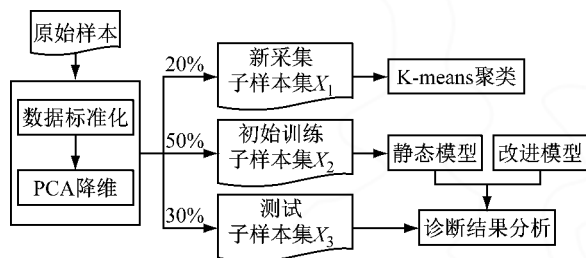 原始样本
数据标准化
PCA降维
20%
新采集
子样本集X1
K-means聚类
50%
初始训练
子样本集X2
静态模型
改进模型
30%
测试
子样本集X3
诊断结果分析